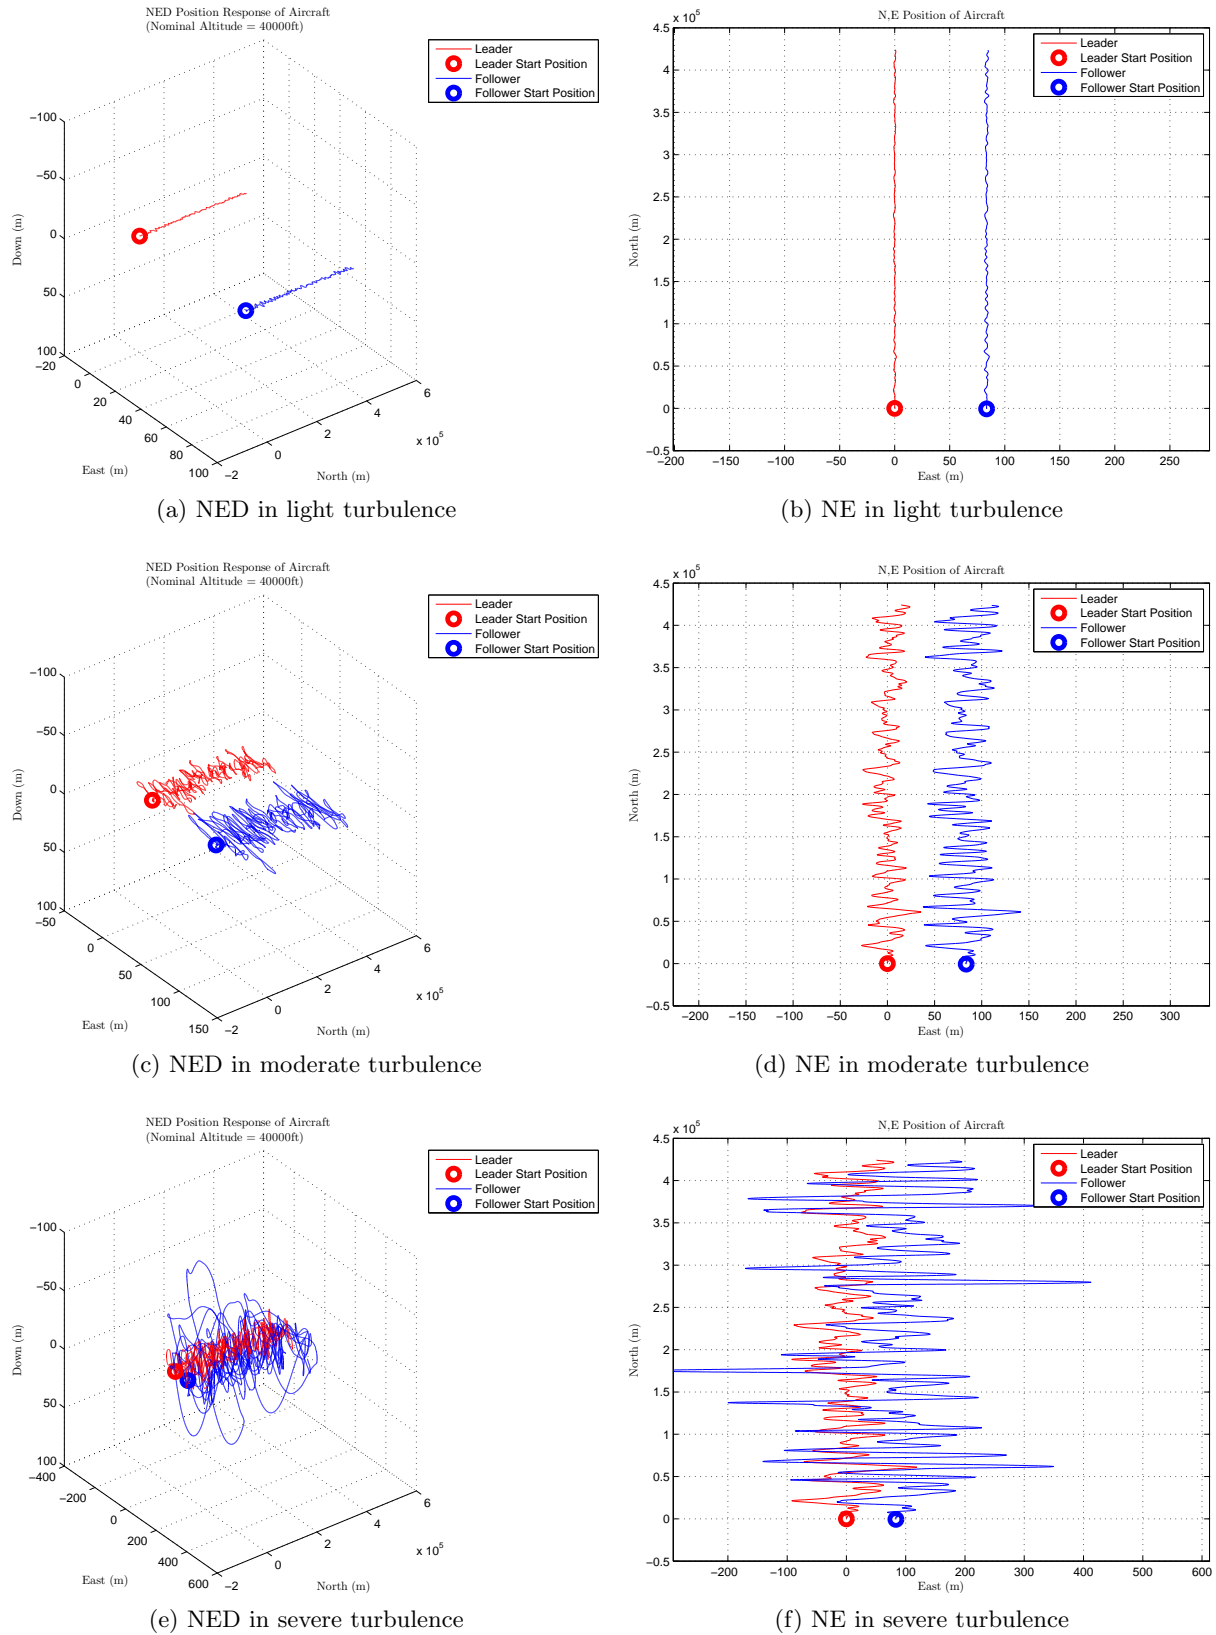 NED Position Response of Aircraft
(Nominal Altitude = 40000ft)
Leader
Leader Start Position
Follower
Follower Start Position
−100
−50
0
50
100
Down (m)
−20
0
20
40
60
80
100
East (m)
−2
0
2
4
6
x 10^5
North (m)
(a) NED in light turbulence
N,E Position of Aircraft
x 10^5
Leader
Leader Start Position
Follower
Follower Start Position
4.5
4
3.5
3
2.5
2
1.5
1
0.5
0
−0.5
North (m)
−200 −150 −100 −50 0 50 100 150 200 250
East (m)
(b) NE in light turbulence
NED Position Response of Aircraft
(Nominal Altitude = 40000ft)
Leader
Leader Start Position
Follower
Follower Start Position
−100
−50
0
50
100
Down (m)
−50
0
50
100
150
East (m)
−2
0
2
4
6
x 10^5
North (m)
(c) NED in moderate turbulence
N,E Position of Aircraft
x 10^5
Leader
Leader Start Position
Follower
Follower Start Position
4.5
4
3.5
3
2.5
2
1.5
1
0.5
0
−0.5
North (m)
−200 −150 −100 −50 0 50 100 150 200 250 300
East (m)
(d) NE in moderate turbulence
NED Position Response of Aircraft
(Nominal Altitude = 40000ft)
Leader
Leader Start Position
Follower
Follower Start Position
−100
−50
0
50
100
Down (m)
−400
−200
0
200
400
600
East (m)
−2
0
2
4
6
x 10^5
North (m)
(e) NED in severe turbulence
N,E Position of Aircraft
x 10^5
Leader
Leader Start Position
Follower
Follower Start Position
4.5
4
3.5
3
2.5
2
1.5
1
0.5
0
−0.5
North (m)
−200 −100 0 100 200 300 400 500 600
East (m)
(f) NE in severe turbulence